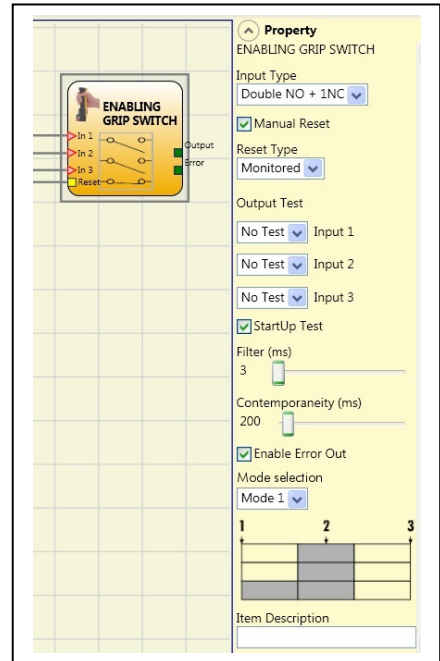 ENABLING
GRIP SWITCH
In 1
In 2
In 3
Reset
Output
Error
Property
ENABLING GRIP SWITCH
Input Type
Double NO + 1NC
Manual Reset
Reset Type
Monitored
Output Test
No Test Input 1
No Test Input 2
No Test Input 3
StartUp Test
Filter (ms)
3
Contemporaneity (ms)
200
Enable Error Out
Mode selection
Mode 1
1 2 3
Item Description